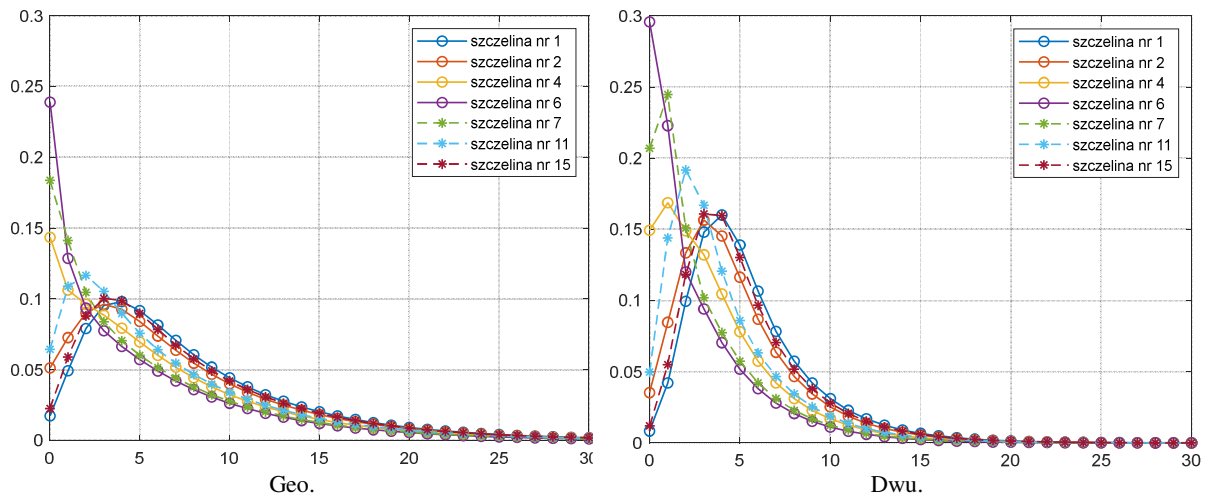 0.3
0.25
0.2
0.15
0.1
0.05
0
0 5 10 15 20 25 30
szczelina nr 1
szczelina nr 2
szczelina nr 4
szczelina nr 6
szczelina nr 7
szczelina nr 11
szczelina nr 15
Geo.
0.3
0.25
0.2
0.15
0.1
0.05
0
0 5 10 15 20 25 30
szczelina nr 1
szczelina nr 2
szczelina nr 4
szczelina nr 6
szczelina nr 7
szczelina nr 11
szczelina nr 15
Dwu.